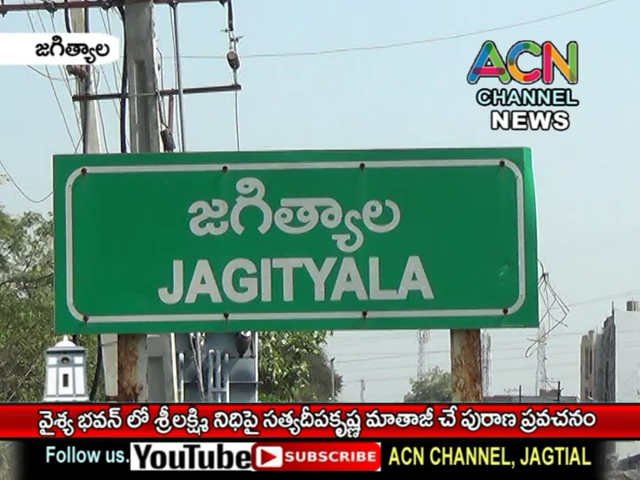 జగిత్యాల
ACN
CHANNEL
NEWS
జగిత్యాల
JAGITYALA
వైశ్య భవన్ లో శ్రీలక్ష్మి నిధిపై సత్యదీపకృష్ణ మాతాజీ చే పురాణ ప్రవచనం
Follow us. YouTube SUBSCRIBE ACN CHANNEL, JAGTIAL